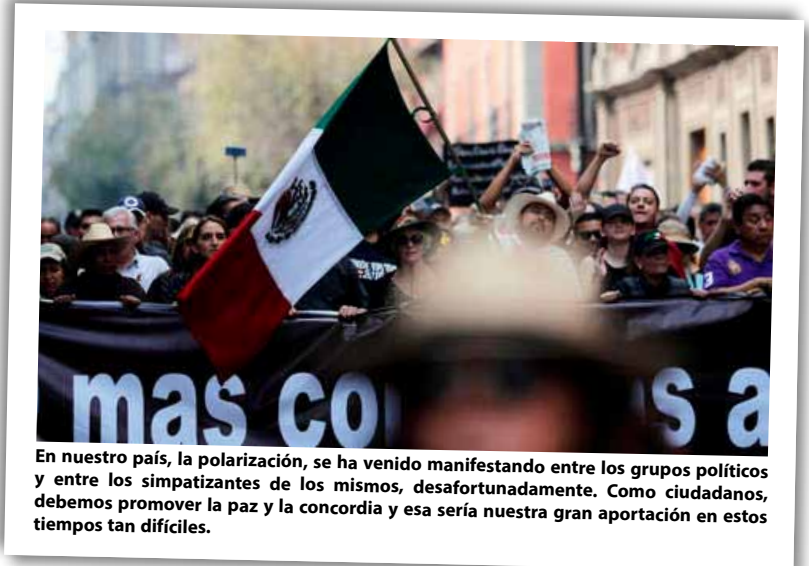 mas co s a
En nuestro país, la polarización, se ha venido manifestando entre los grupos políticos
y entre los simpatizantes de los mismos, desafortunadamente. Como ciudadanos,
debemos promover la paz y la concordia y esa sería nuestra gran aportación en estos
tiempos tan difíciles.